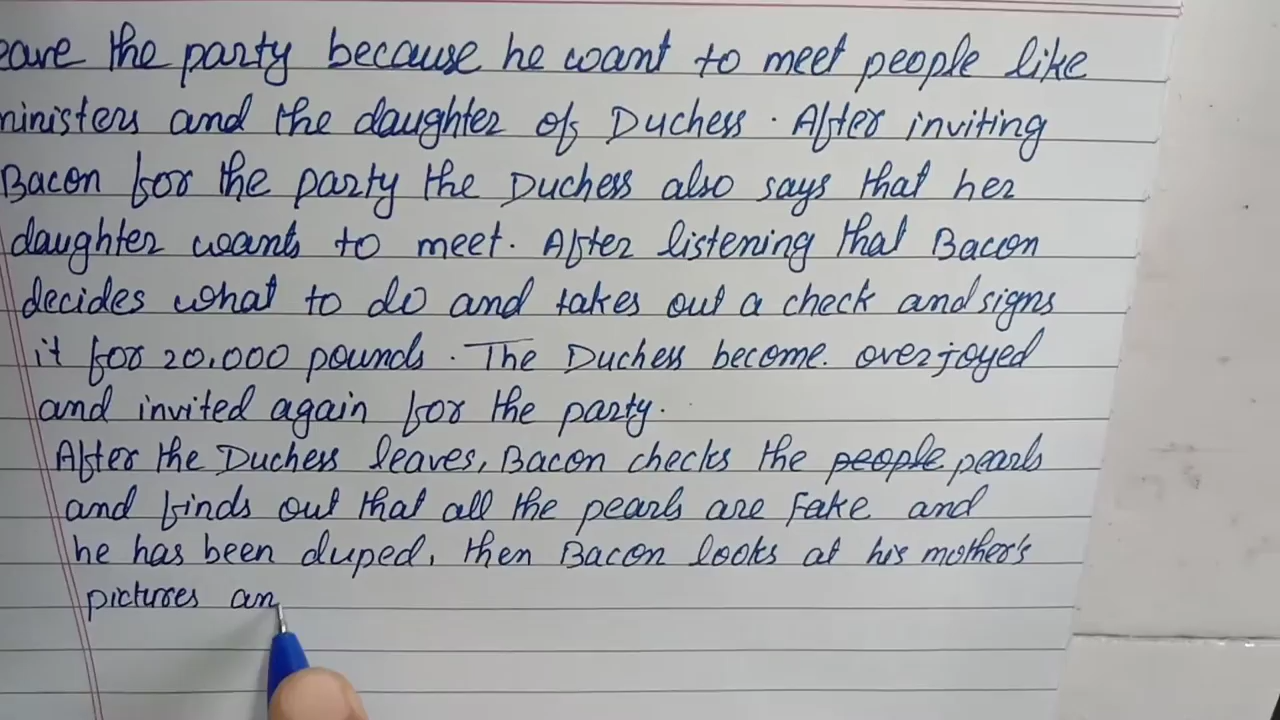 eave the party because he want to meet people like
ministers and the daughter of Duchess. After inviting
Bacon for the party the Duchess also says that her
daughter wants to meet. After listening that Bacon
decides what to do and takes out a check and signs
it for 20,000 pounds. The Duchess become. overjoyed
and invited again for the party.
After the Duchess leaves, Bacon checks the people pearls
and finds out that all the pearls are Fake and
he has been duped, then Bacon looks at his mother's
pictures an